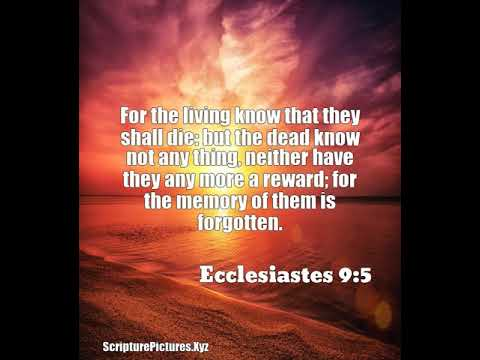 For the living know that they
shall die: but the dead know
not any thing, neither have
they any more a reward; for
the memory of them is
forgotten.
Ecclesiastes 9:5
ScripturePictures.Xyz